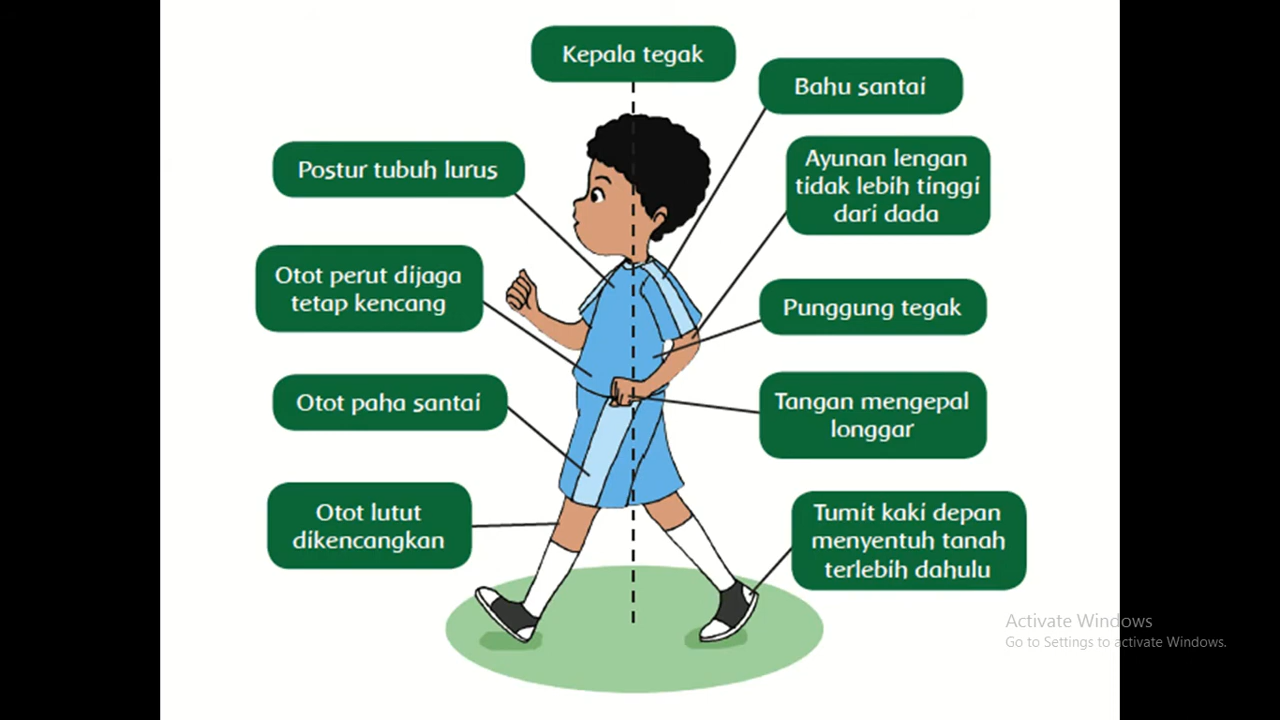 Kepala tegak
Bahu santai
Ayunan lengan
tidak lebih tinggi
dari dada
Postur tubuh lurus
Otot perut dijaga
tetap kencang
Punggung tegak
Otot paha santai
Tangan mengepal
longgar
Otot lutut
dikencangkan
Tumit kaki depan
menyentuh tanah
terlebih dahulu
Activate Windows
Go to Settings to activate Windows.